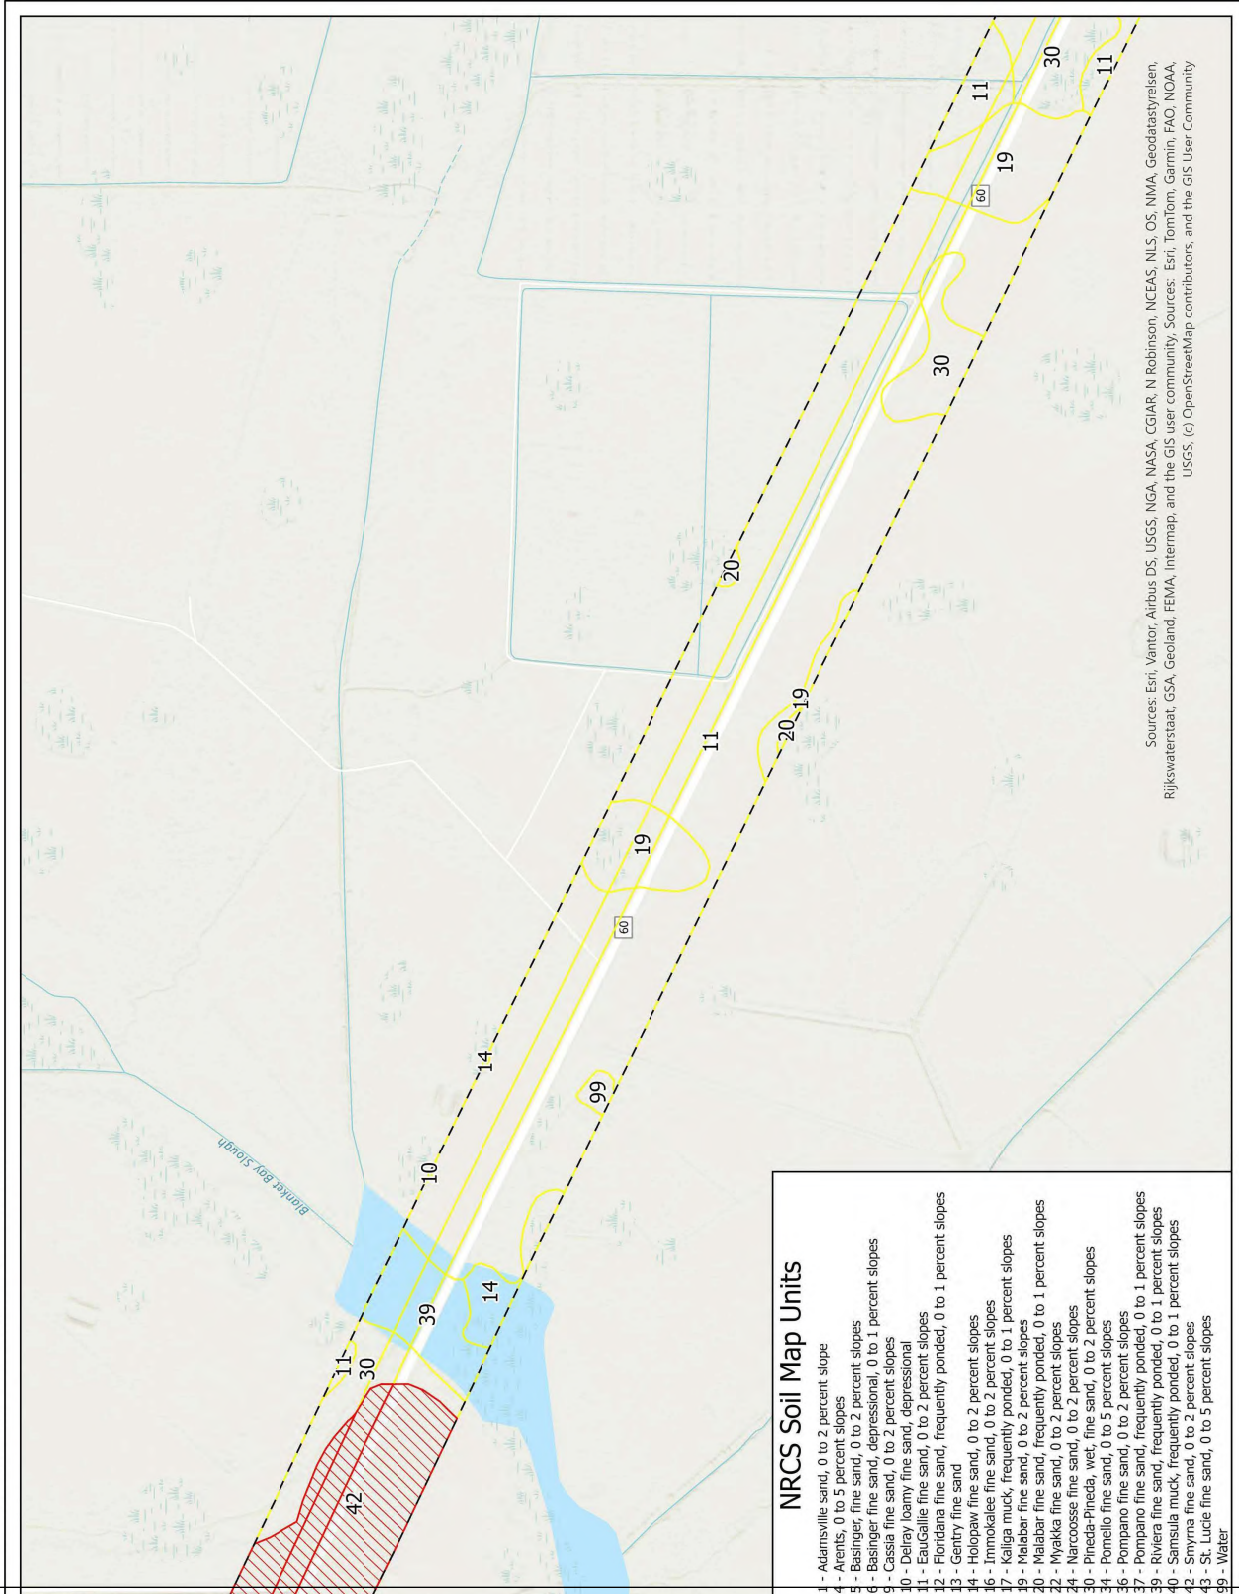 30
11
11
19
60
30
20
19
20
11
19
60
14
99
10
14
39
11
30
42
Blanket Bay Slough
Sources: Esri, Vantor, Airbus DS, USGS, NGA, NASA, CGIAR, N Robinson, NCEAS, NLS, OS, NMA, Geodatastyrelsen,
Rijkswaterstaat, GSA, Geoland, FEMA, Intermap, and the GIS user community, Sources: Esri, TomTom, Garmin, FAO, NOAA,
USGS, (c) OpenStreetMap contributors, and the GIS User Community
NRCS Soil Map Units
1 - Adamsville sand, 0 to 2 percent slope
4 - Arents, 0 to 5 percent slopes
5 - Basinger, fine sand, 0 to 2 percent slopes
6 - Basinger fine sand, depressional, 0 to 1 percent slopes
9 - Cassia fine sand, 0 to 2 percent slopes
10 - Delray loamy fine sand, depressional
11 - EauGallie fine sand, 0 to 2 percent slopes
12 - Floridana fine sand, frequently ponded, 0 to 1 percent slopes
13 - Gentry fine sand
14 - Holopaw fine sand, 0 to 2 percent slopes
16 - Immokalee fine sand, 0 to 2 percent slopes
17 - Kaliga muck, frequently ponded, 0 to 1 percent slopes
19 - Malabar fine sand, 0 to 2 percent slopes
20 - Malabar fine sand, frequently ponded, 0 to 1 percent slopes
22 - Myakka fine sand, 0 to 2 percent slopes
24 - Narcoosse fine sand, 0 to 2 percent slopes
30 - Pineda-Pineda, wet, fine sand, 0 to 2 percent slopes
34 - Pomello fine sand, 0 to 5 percent slopes
36 - Pompano fine sand, 0 to 2 percent slopes
37 - Pompano fine sand, frequently ponded, 0 to 1 percent slopes
39 - Riviera fine sand, frequently ponded, 0 to 1 percent slopes
40 - Samsula muck, frequently ponded, 0 to 1 percent slopes
42 - Smyrna fine sand, 0 to 2 percent slopes
43 - St. Lucie fine sand, 0 to 5 percent slopes
99 - Water